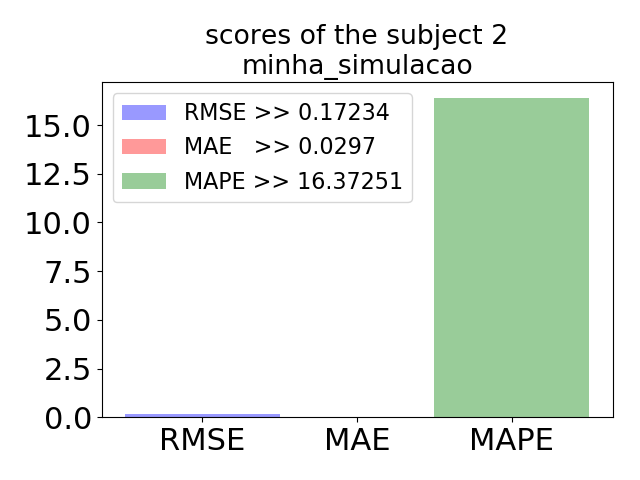 scores of the subject 2
minha_simulacao
RMSE >> 0.17234
MAE >> 0.0297
MAPE >> 16.37251
15.0
12.5
10.0
7.5
5.0
2.5
0.0
RMSE MAE MAPE